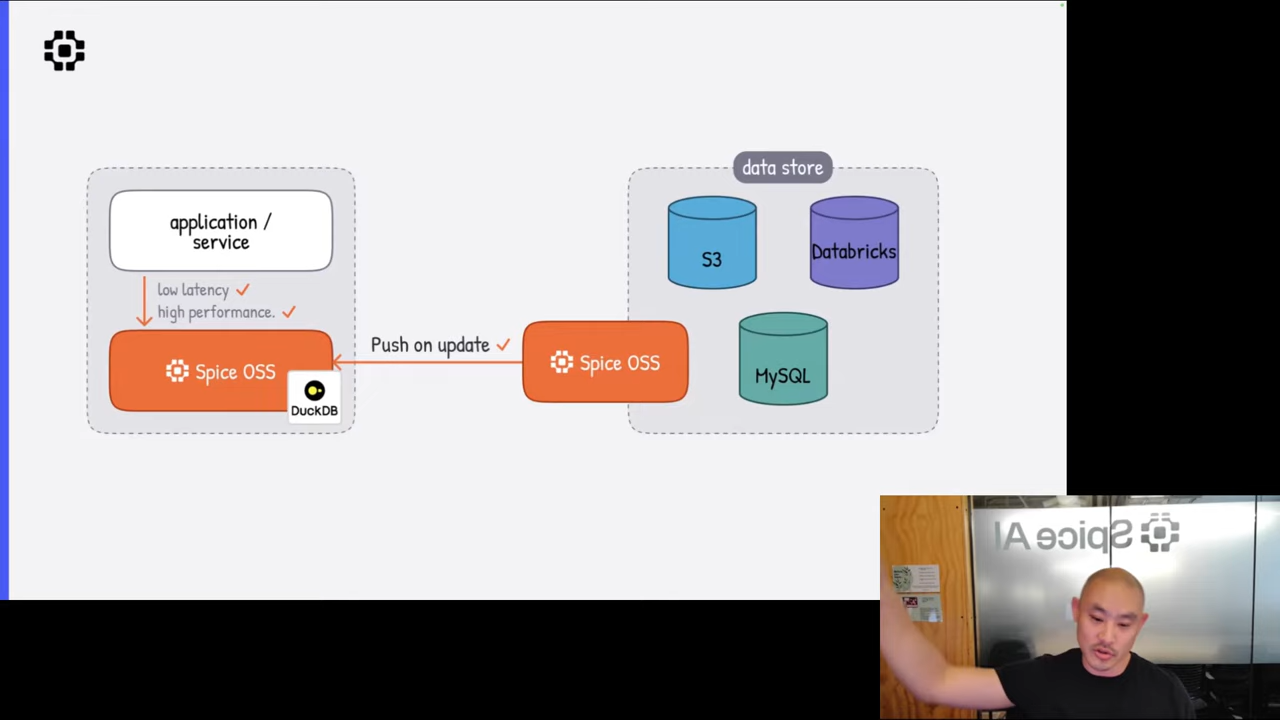 data store
application /
service
S3
Databricks
low latency
high performance.
Push on update
Spice OSS
Spice OSS
MySQL
DuckDB
Spice AI